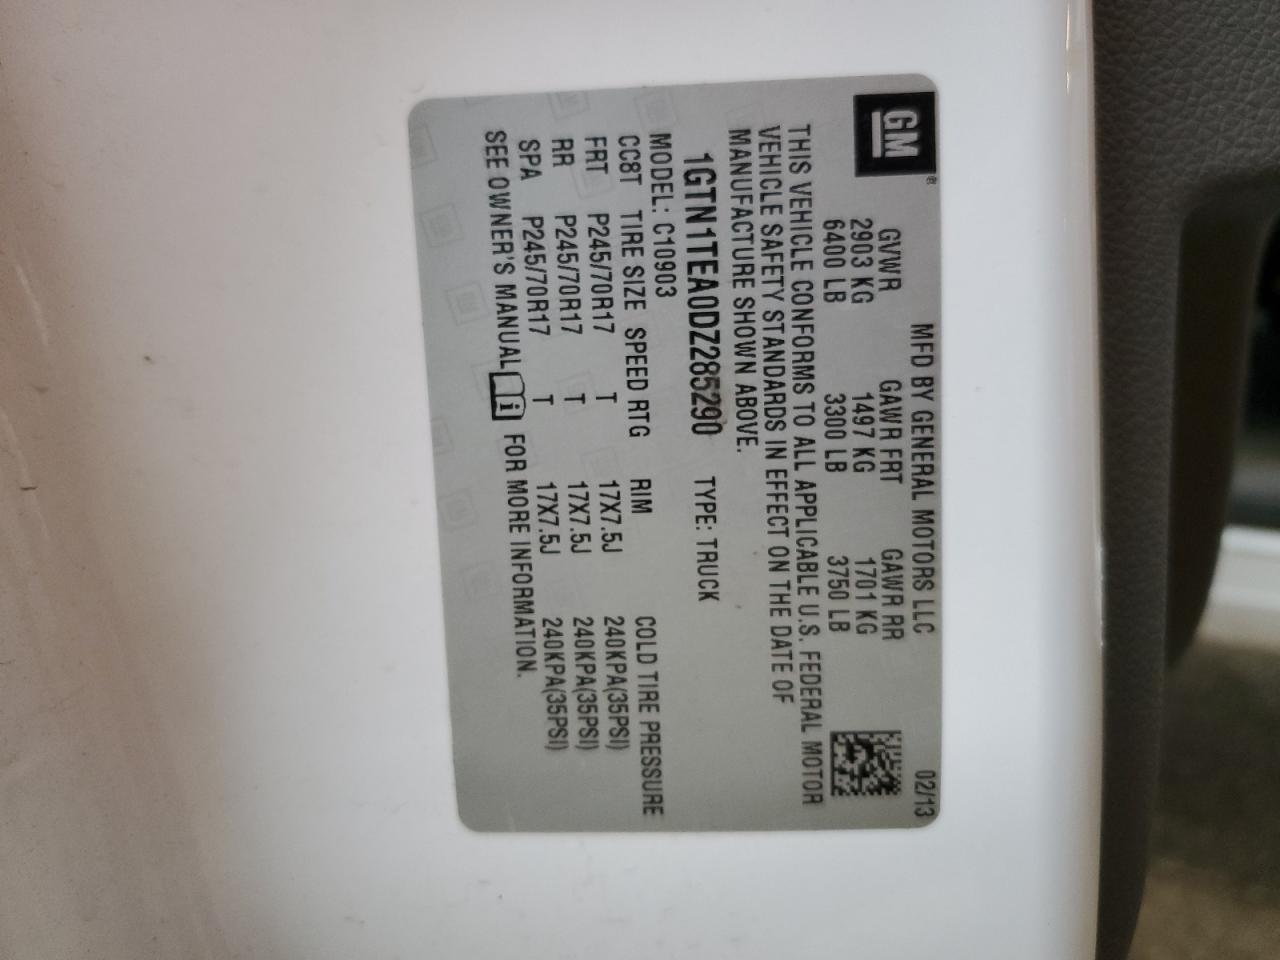 GM®
MFD BY GENERAL MOTORS LLC 02/13
GVWR GAWR FRT GAWR RR
2903 KG 1497 KG 1701 KG
6400 LB 3300 LB 3750 LB
THIS VEHICLE CONFORMS TO ALL APPLICABLE U.S. FEDERAL MOTOR
VEHICLE SAFETY STANDARDS IN EFFECT ON THE DATE OF
MANUFACTURE SHOWN ABOVE.
1GTN1TEA0DZ285290 TYPE: TRUCK
MODEL: C10903
CC8T TIRE SIZE SPEED RTG RIM COLD TIRE PRESSURE
FRT P245/70R17 T 17X7.5J 240KPA(35PSI)
RR P245/70R17 T 17X7.5J 240KPA(35PSI)
SPA P245/70R17 T 17X7.5J 240KPA(35PSI)
SEE OWNER'S MANUAL i FOR MORE INFORMATION.